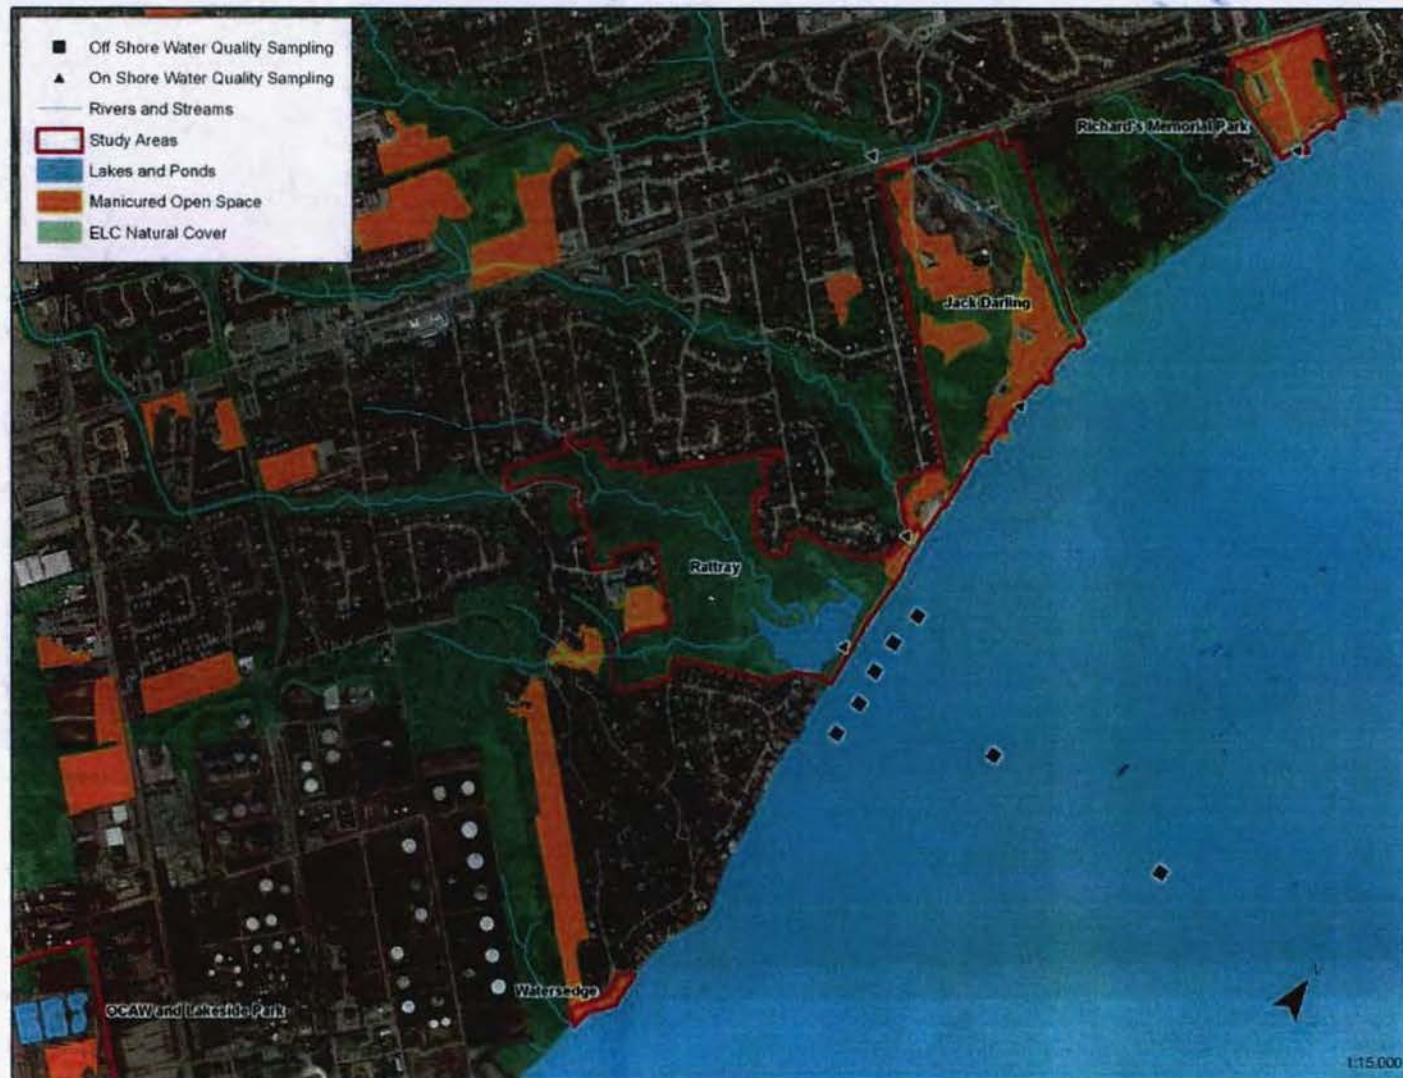 Off Shore Water Quality Sampling
On Shore Water Quality Sampling
Rivers and Streams
Study Areas
Lakes and Ponds
Manicured Open Space
ELC Natural Cover
Richard's Memorial Park
Jack Darling
Rattray
Watersedge
OCAW and Lakeside Park
1:15,000